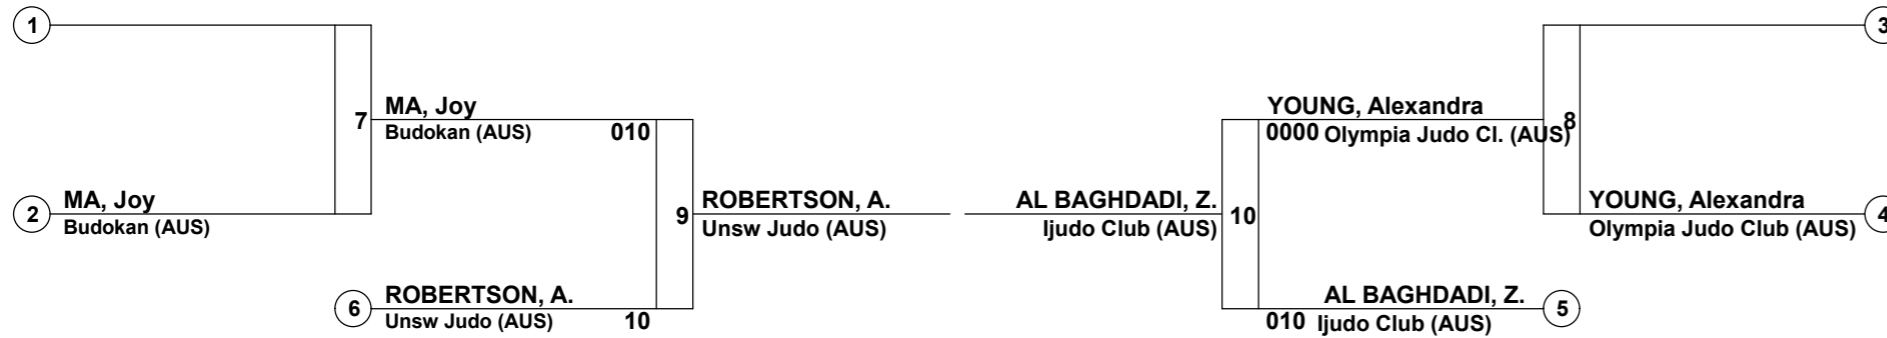 1
3
MA, Joy
YOUNG, Alexandra
7
8
Budokan (AUS) 010
0000 Olympia Judo Cl. (AUS)
2
MA, Joy
Budokan (AUS)
9
ROBERTSON, A.
Unsw Judo (AUS)
AL BAGHDADI, Z.
Ijudo Club (AUS)
10
YOUNG, Alexandra
Olympia Judo Club (AUS)
4
6
ROBERTSON, A.
Unsw Judo (AUS) 10
AL BAGHDADI, Z.
010 Ijudo Club (AUS)
5